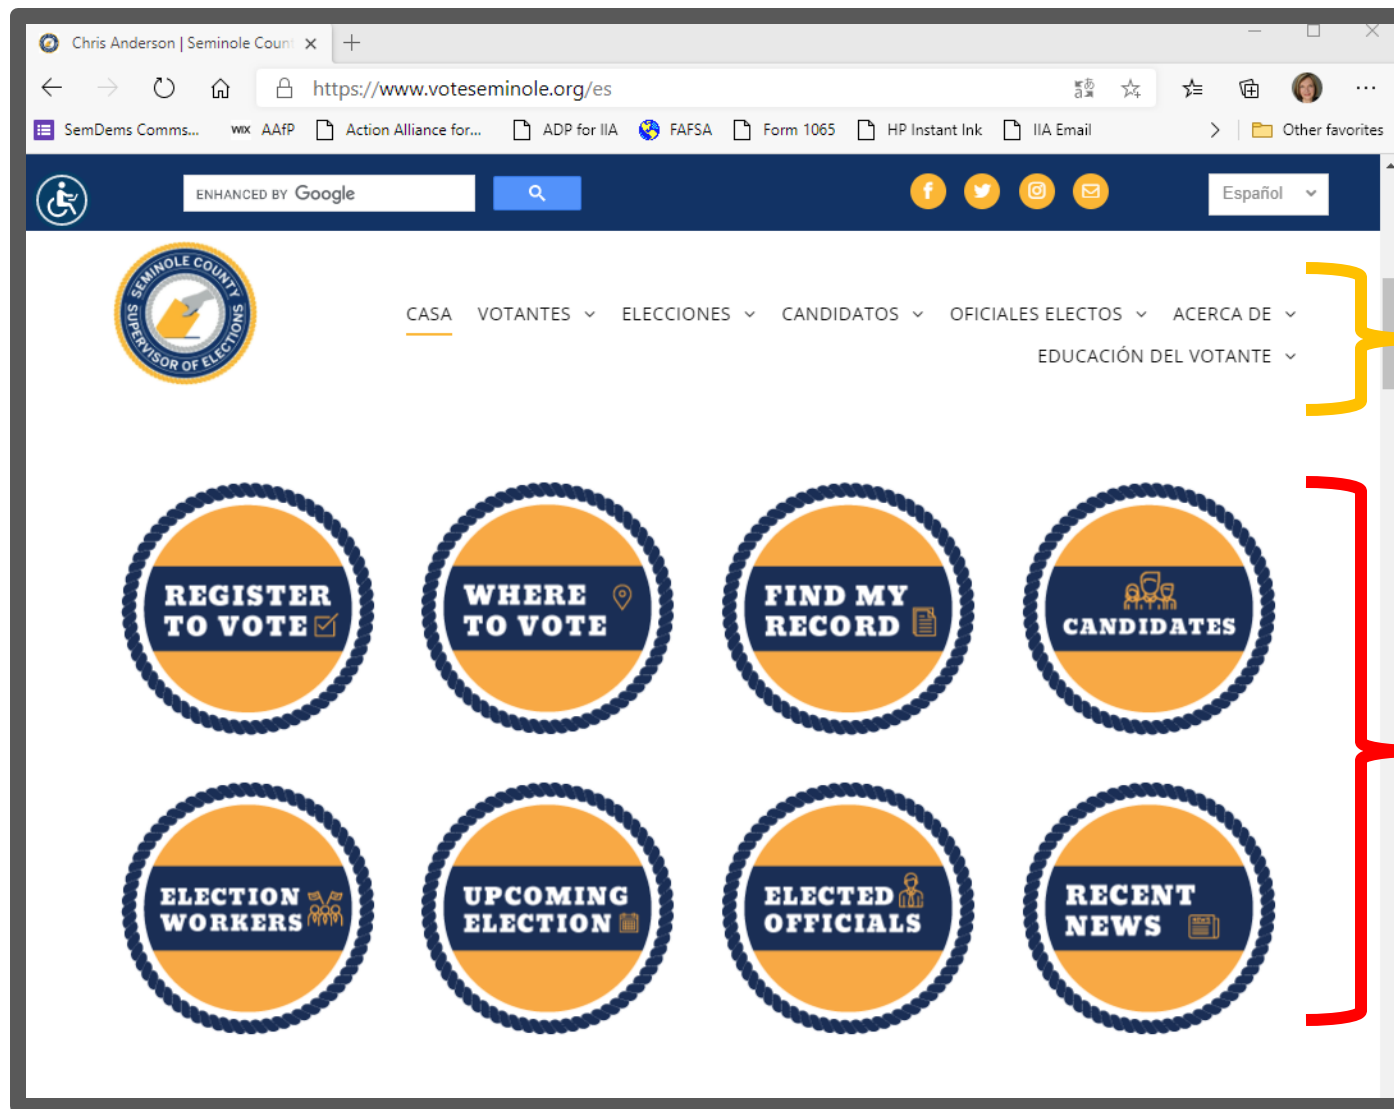 Chris Anderson | Seminole Coun
https://www.voteseminole.org/es
SemDems Comms... WIX AAfP Action Alliance for... ADP for IIA FAFSA Form 1065 HP Instant Ink IIA Email Other favorites
ENHANCED BY Google Español
SEMINOLE COUNTY
SUPERVISOR OF ELECTIONS
CASA VOTANTES ELECCIONES CANDIDATOS OFICIALES ELECTOS ACERCA DE
EDUCACIÓN DEL VOTANTE
REGISTER
TO VOTE
WHERE
TO VOTE
FIND MY
RECORD
CANDIDATES
ELECTION
WORKERS
UPCOMING
ELECTION
ELECTED
OFFICIALS
RECENT
NEWS